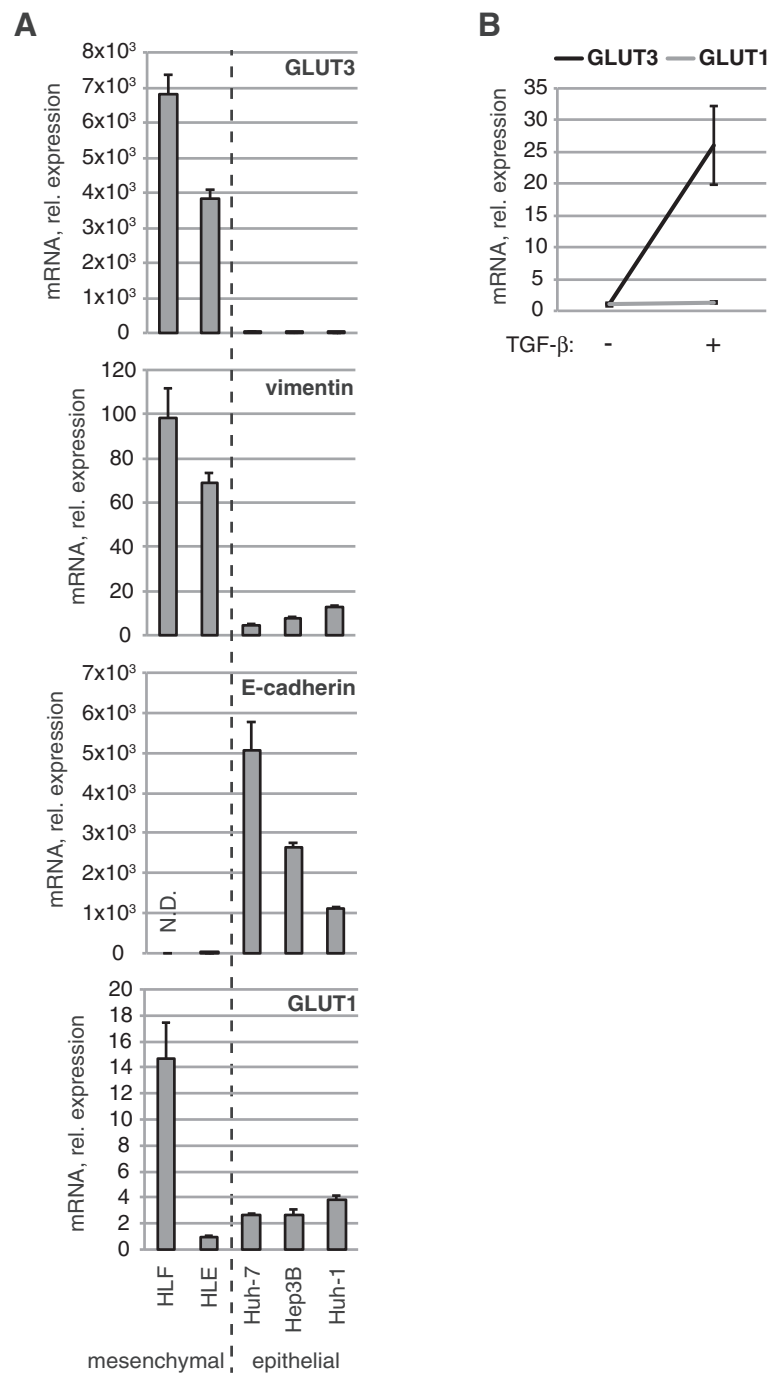 A
mRNA, rel. expression
8x10³
7x10³
6x10³
5x10³
4x10³
3x10³
2x10³
1x10³
0
GLUT3
mRNA, rel. expression
120
100
80
60
40
20
0
vimentin
mRNA, rel. expression
7x10³
6x10³
5x10³
4x10³
3x10³
2x10³
1x10³
0
E-cadherin
N.D.
mRNA, rel. expression
20
18
16
14
12
10
8
6
4
2
0
GLUT1
HLF
HLE
Huh-7
Hep3B
Huh-1
mesenchymal
epithelial
B
GLUT3 GLUT1
mRNA, rel. expression
35
30
25
20
15
10
5
0
TGF-β: - +